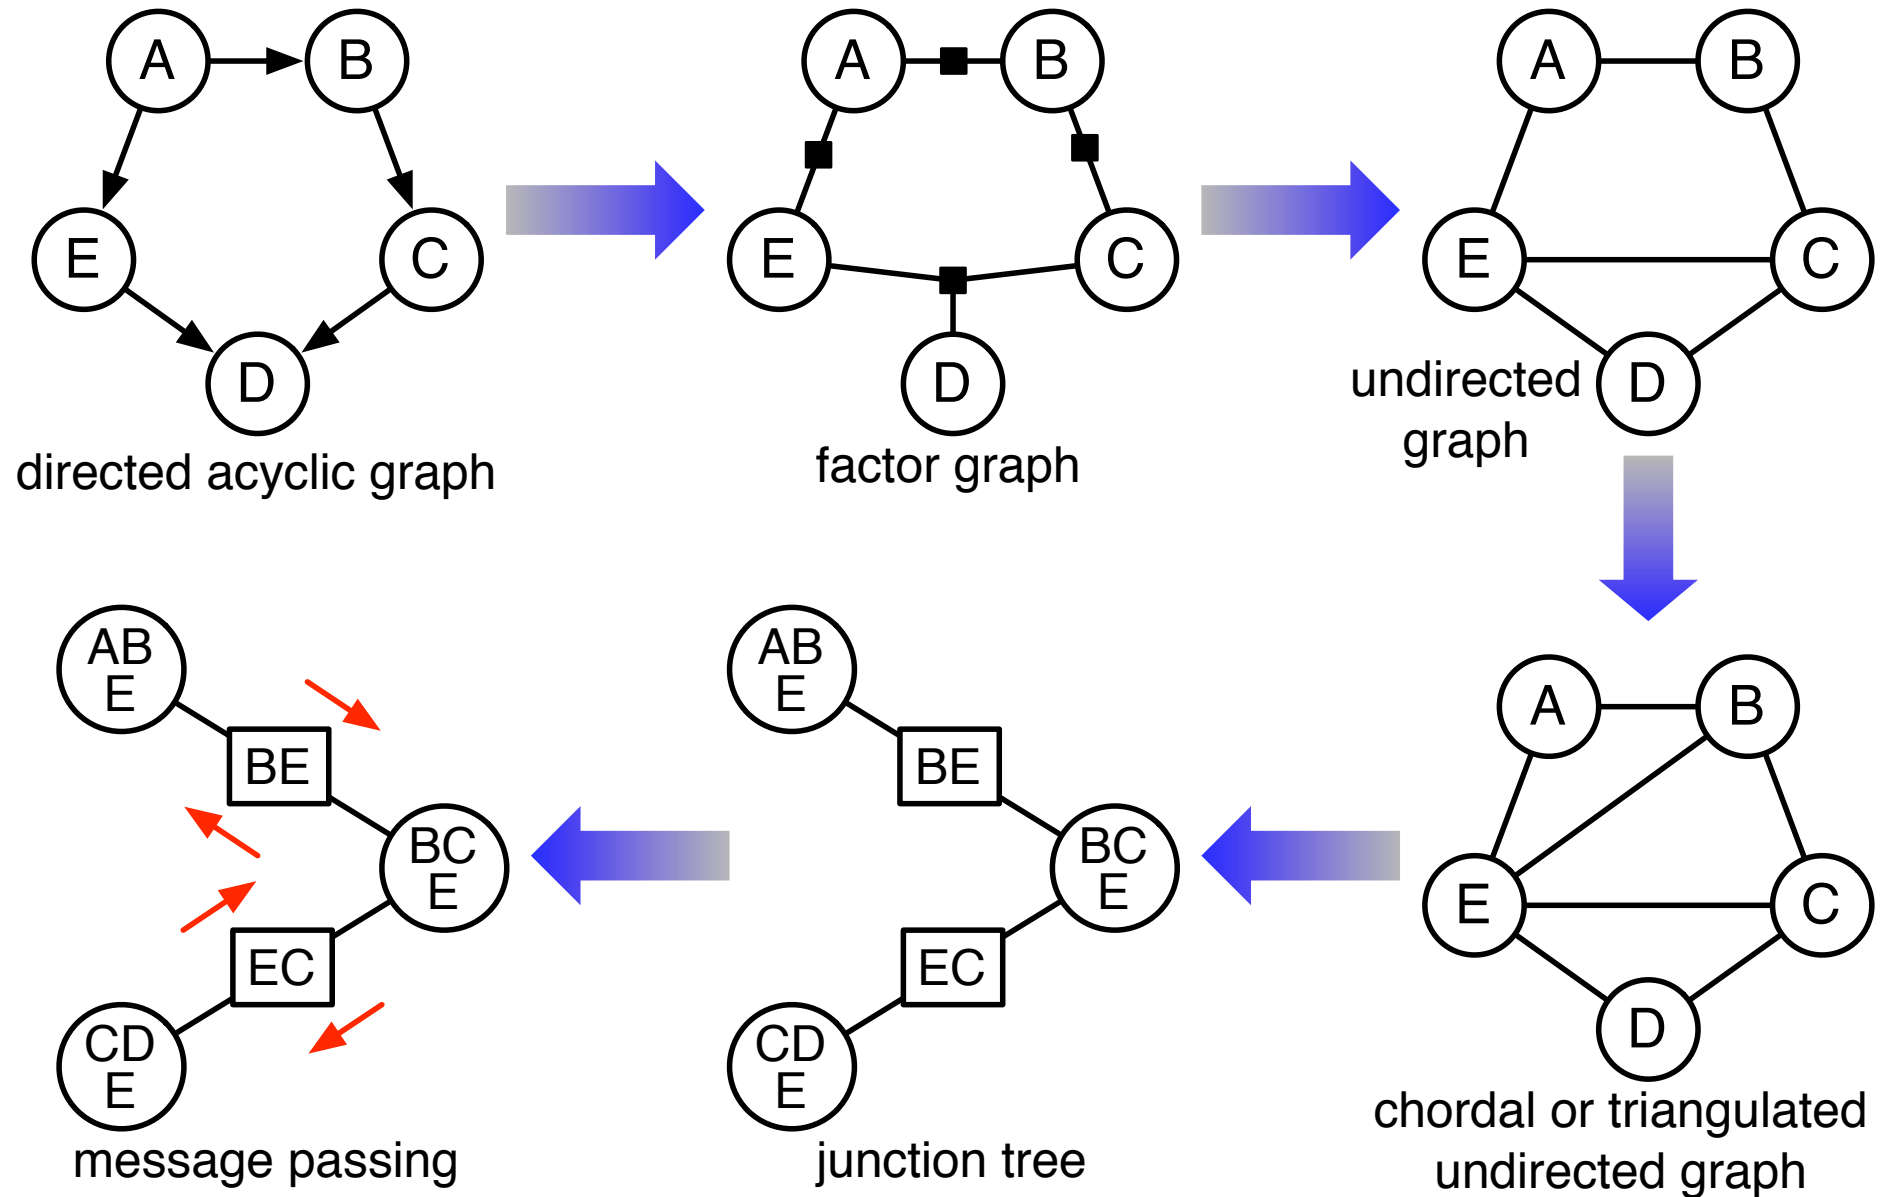 A
B
E
C
D
directed acyclic graph
A
B
E
C
D
factor graph
A
B
E
C
D
undirected
graph
A
B
E
C
D
chordal or triangulated
undirected graph
AB
E
BE
BC
E
EC
CD
E
junction tree
AB
E
BE
BC
E
EC
CD
E
message passing